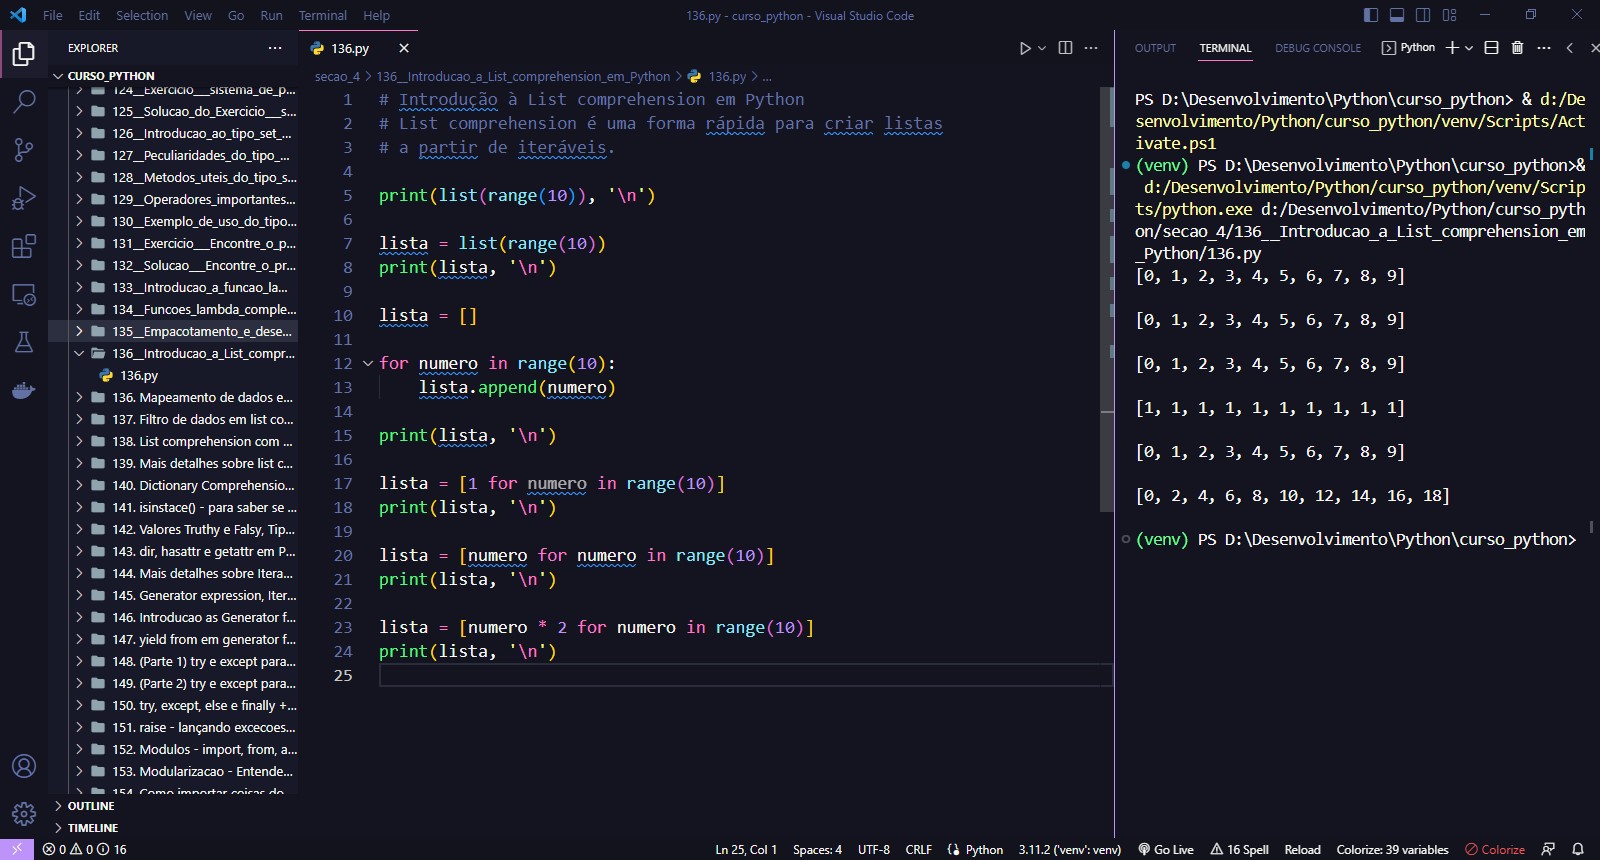 File Edit Selection View Go Run Terminal Help
136.py - curso_python - Visual Studio Code
EXPLORER
CURSO_PYTHON
124__Exercicio___sistema_de_p...
125__Solucao_do_Exercicio___s...
126__Introducao_ao_tipo_set_...
127__Peculiaridades_do_tipo_...
128__Metodos_uteis_do_tipo_s...
129__Operadores_importantes...
130__Exemplo_de_uso_do_tipo...
131__Exercicio___Encontre_o_p...
132__Solucao___Encontre_o_pr...
133__Introducao_a_funcao_la...
134__Funcoes_lambda_comple...
135__Empacotamento_e_dese...
136__Introducao_a_List_compr...
136.py
136. Mapeamento de dados e...
137. Filtro de dados em list co...
138. List comprehension com ...
139. Mais detalhes sobre list c...
140. Dictionary Comprehensio...
141. isinstace() - para saber se ...
142. Valores Truthy e Falsy, Tip...
143. dir, hasattr e getattr em P...
144. Mais detalhes sobre Itera...
145. Generator expression, Iter...
146. Introducao as Generator f...
147. yield from em generator f...
148. (Parte 1) try e except para...
149. (Parte 2) try e except para...
150. try, except, else e finally +...
151. raise - lançando excecoes...
152. Modulos - import, from, a...
153. Modularizacao - Entende...
154. Como importar coisas do
OUTLINE
TIMELINE
136.py
secao_4 > 136__Introducao_a_List_comprehension_em_Python > 136.py > ...
1 # Introdução à List comprehension em Python
2 # List comprehension é uma forma rápida para criar listas
3 # a partir de iteráveis.
4
5 print(list(range(10)), '\n')
6
7 lista = list(range(10))
8 print(lista, '\n')
9
10 lista = []
11
12 for numero in range(10):
13     lista.append(numero)
14
15 print(lista, '\n')
16
17 lista = [1 for numero in range(10)]
18 print(lista, '\n')
19
20 lista = [numero for numero in range(10)]
21 print(lista, '\n')
22
23 lista = [numero * 2 for numero in range(10)]
24 print(lista, '\n')
25
OUTPUT TERMINAL DEBUG CONSOLE Python
PS D:\Desenvolvimento\Python\curso_python> & d:/De
senvolvimento/Python/curso_python/venv/Scripts/Act
ivate.ps1
(venv) PS D:\Desenvolvimento\Python\curso_python>&
d:/Desenvolvimento/Python/curso_python/venv/Scrip
ts/python.exe d:/Desenvolvimento/Python/curso_pyth
on/secao_4/136__Introducao_a_List_comprehension_em
_Python/136.py
[0, 1, 2, 3, 4, 5, 6, 7, 8, 9]
[0, 1, 2, 3, 4, 5, 6, 7, 8, 9]
[0, 1, 2, 3, 4, 5, 6, 7, 8, 9]
[1, 1, 1, 1, 1, 1, 1, 1, 1, 1]
[0, 1, 2, 3, 4, 5, 6, 7, 8, 9]
[0, 2, 4, 6, 8, 10, 12, 14, 16, 18]
(venv) PS D:\Desenvolvimento\Python\curso_python>
0 0 16 Ln 25, Col 1 Spaces: 4 UTF-8 CRLF Python 3.11.2 ('venv': venv) Go Live 16 Spell Reload Colorize: 39 variables Colorize